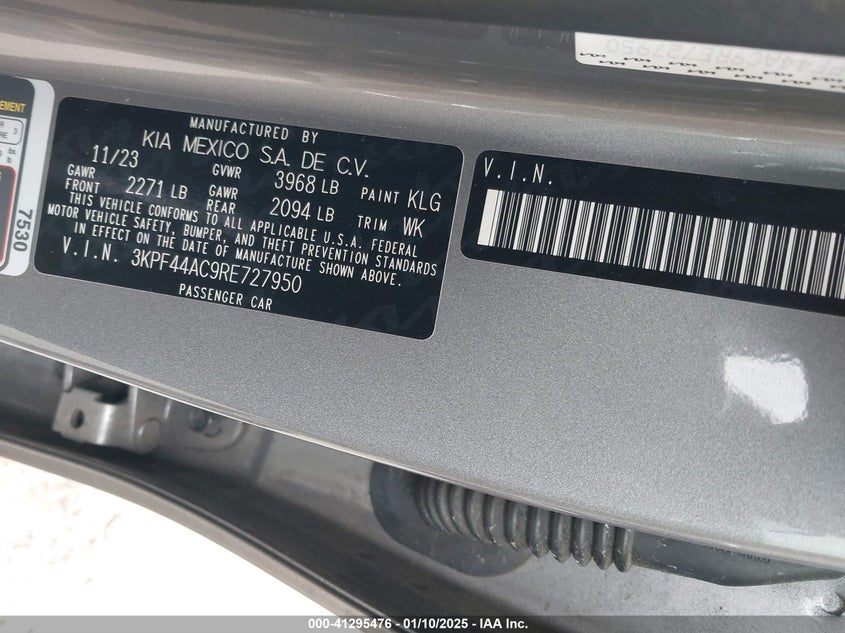 EMENT
7530
MANUFACTURED BY
KIA MEXICO S.A. DE C.V.
11/23
GAWR FRONT 2271 LB
GVWR 3968 LB
GAWR REAR 2094 LB
PAINT KLG
TRIM WK
THIS VEHICLE CONFORMS TO ALL APPLICABLE U.S.A. FEDERAL
MOTOR VEHICLE SAFETY, BUMPER, AND THEFT PREVENTION STANDARDS
IN EFFECT ON THE DATE OF MANUFACTURE SHOWN ABOVE.
V.I.N. 3KPF44AC9RE727950
PASSENGER CAR
V.I.N.
000-41295476 - 01/10/2025 - IAA Inc.